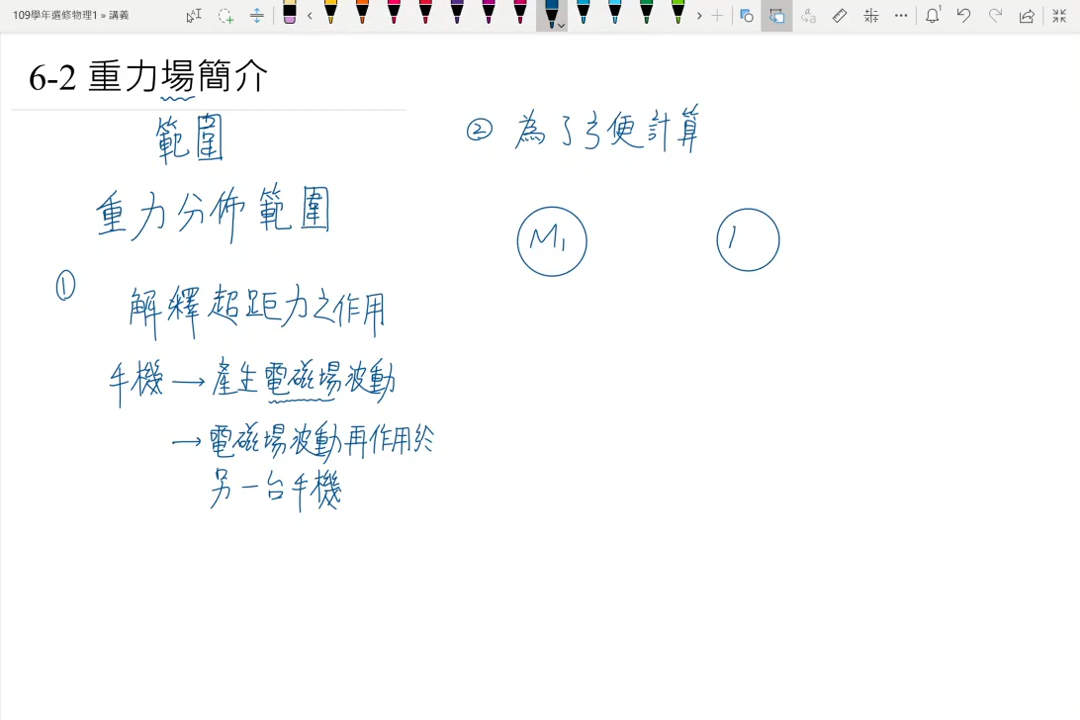 109學年選修物理1 » 講義
6-2 重力場簡介
範圍
重力分佈範圍
①
解釋超距力之作用
手機→產生電磁場波動
→電磁場波動再作用於
另一台手機
② 為了方便計算
M1